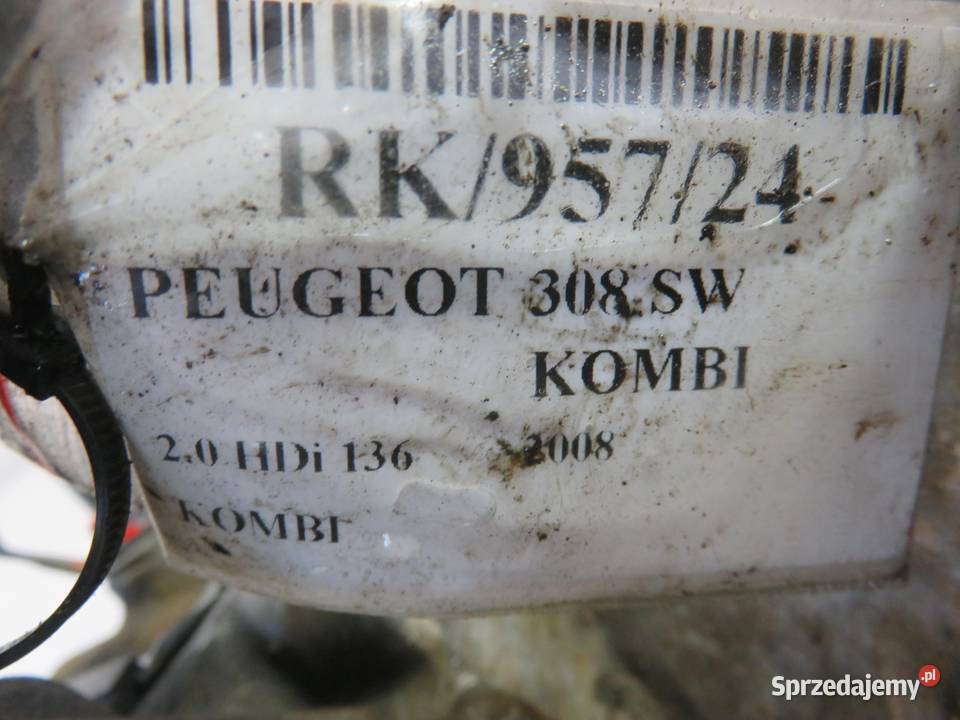 RK/957/24
PEUGEOT 308 SW
KOMBI
2.0 HDi 136 2008
KOMBI
Sprzedajemy.pl